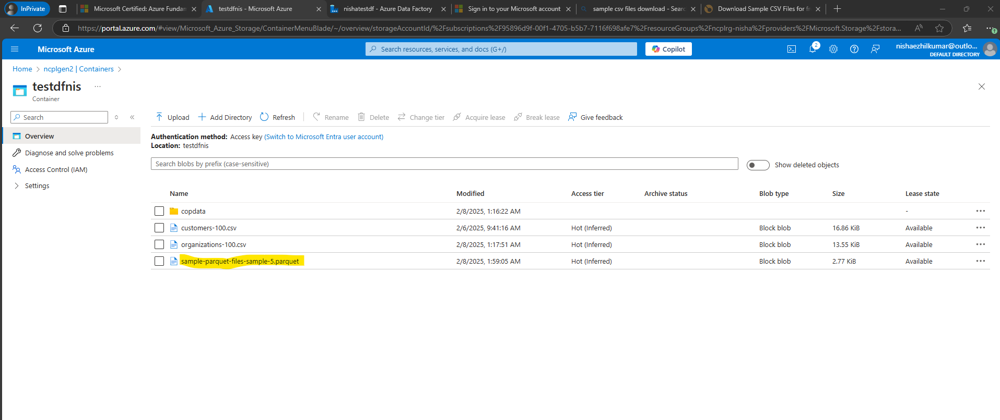 InPrivate
Microsoft Certified: Azure Fundam
testdfnis - Microsoft Azure
nishatestdf - Azure Data Factory
Sign in to your Microsoft account
sample csv files download - Searc
Download Sample CSV Files for fr
https://portal.azure.com/#view/Microsoft_Azure_Storage/ContainerMenuBlade/~/overview/storageAccountId/%2Fsubscriptions%2F95896d9f-00f1-4705-b5b7-7116f698afe7%2FresourceGroups%2Fncplrg-nisha%2Fproviders%2FMicrosoft.Storage%2Fstora...
Microsoft Azure
Search resources, services, and docs (G+/)
Copilot
2
nishaezhilkumar@outlo...
DEFAULT DIRECTORY
Home > ncplgen2 | Containers >
testdfnis ...
Container
Search
Overview
Diagnose and solve problems
Access Control (IAM)
Settings
Upload Add Directory Refresh Rename Delete Change tier Acquire lease Break lease Give feedback
Authentication method: Access key (Switch to Microsoft Entra user account)
Location: testdfnis
Search blobs by prefix (case-sensitive)
Show deleted objects
Name Modified Access tier Archive status Blob type Size Lease state
copdata 2/8/2025, 1:16:22 AM -
customers-100.csv 2/6/2025, 9:41:16 AM Hot (Inferred) Block blob 16.86 KiB Available
organizations-100.csv 2/8/2025, 1:17:51 AM Hot (Inferred) Block blob 13.55 KiB Available
sample-parquet-files-sample-5.parquet 2/8/2025, 1:59:05 AM Hot (Inferred) Block blob 2.77 KiB Available